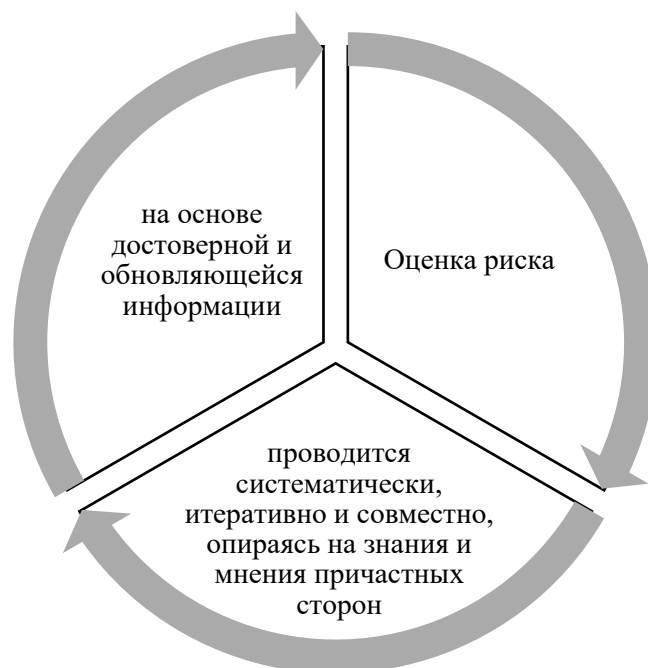 Оценка риска
проводится
систематически,
итеративно и совместно,
опираясь на знания и
мнения причастных
сторон
на основе
достоверной и
обновляющейся
информации